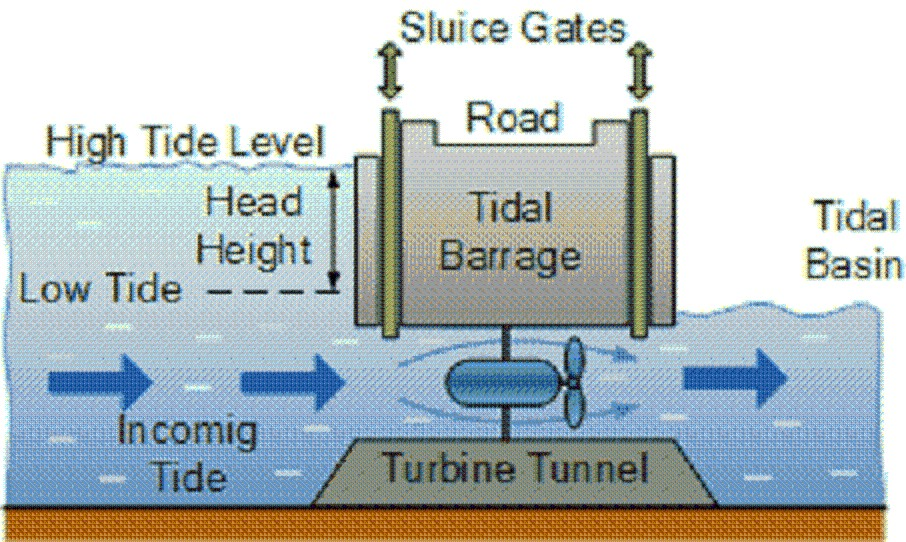 Sluice Gates
Road
High Tide Level
Head
Height
Tidal
Barrage
Tidal
Basin
Low Tide
Incomig
Tide
Turbine Tunnel